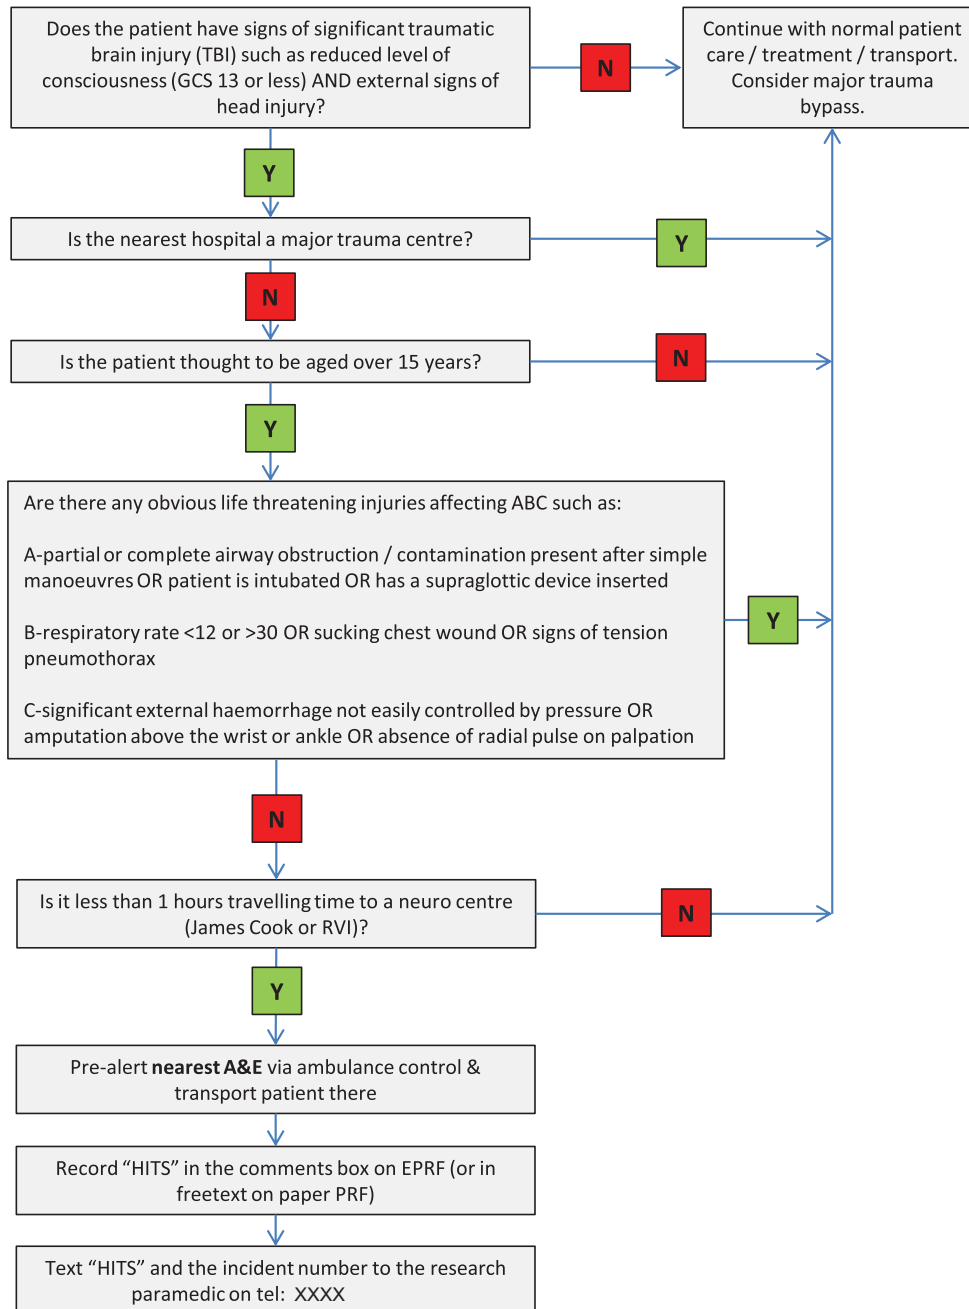 Does the patient have signs of significant traumatic
brain injury (TBI) such as reduced level of
consciousness (GCS 13 or less) AND external signs of
head injury?
N
Continue with normal patient
care / treatment / transport.
Consider major trauma
bypass.
Y
Is the nearest hospital a major trauma centre?
Y
N
Is the patient thought to be aged over 15 years?
N
Y
Are there any obvious life threatening injuries affecting ABC such as:
A-partial or complete airway obstruction / contamination present after simple
manoeuvres OR patient is intubated OR has a supraglottic device inserted
B-respiratory rate <12 or >30 OR sucking chest wound OR signs of tension
pneumothorax
C-significant external haemorrhage not easily controlled by pressure OR
amputation above the wrist or ankle OR absence of radial pulse on palpation
Y
N
Is it less than 1 hours travelling time to a neuro centre
(James Cook or RVI)?
N
Y
Pre-alert nearest A&E via ambulance control &
transport patient there
Record “HITS” in the comments box on EPRF (or in
freetext on paper PRF)
Text “HITS” and the incident number to the research
paramedic on tel: XXXX